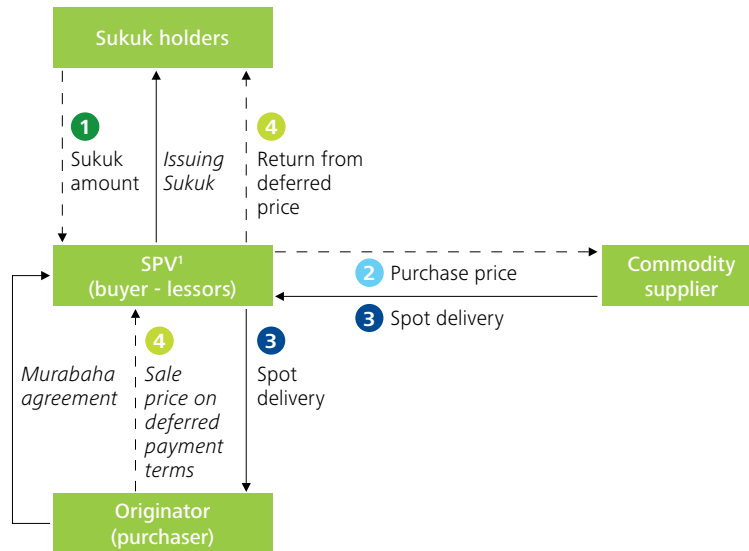 Sukuk holders
1
Sukuk
amount
Issuing
Sukuk
4
Return from
deferred
price
SPV¹
(buyer - lessors)
2 Purchase price
Commodity
supplier
3 Spot delivery
Murabaha
agreement
4
Sale
price on
deferred
payment
terms
3
Spot
delivery
Originator
(purchaser)